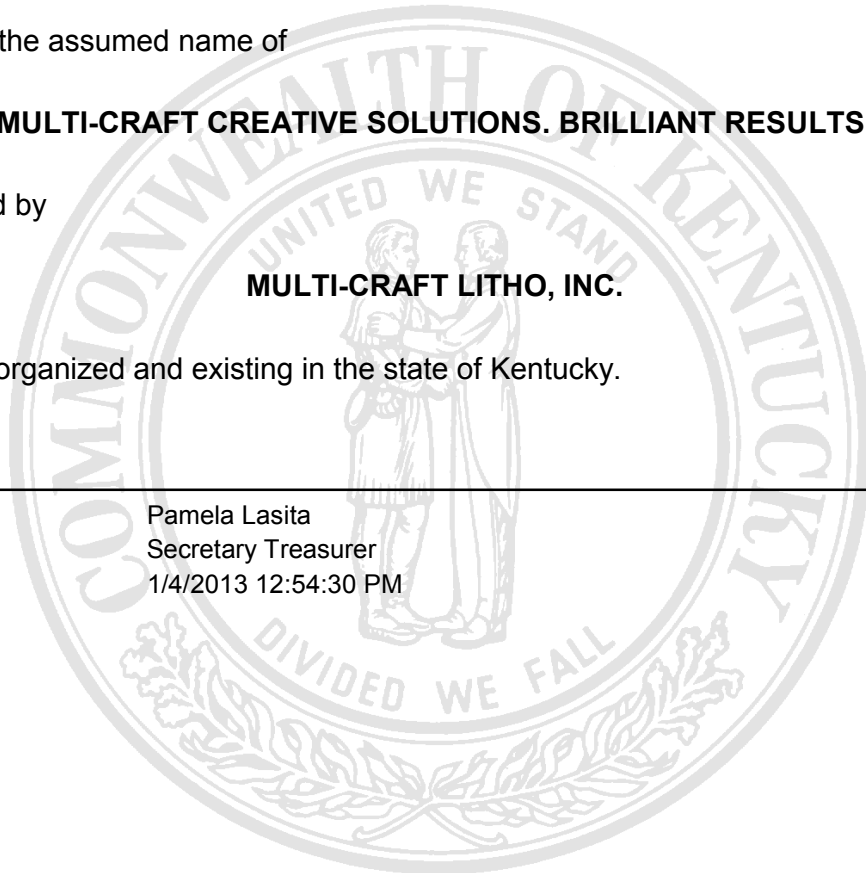 the assumed name of
MULTI-CRAFT CREATIVE SOLUTIONS. BRILLIANT RESULTS
d by
MULTI-CRAFT LITHO, INC.
organized and existing in the state of Kentucky.
Pamela Lasita
Secretary Treasurer
1/4/2013 12:54:30 PM
COMMONWEALTH OF KENTUCKY
UNITED WE STAND
DIVIDED WE FALL